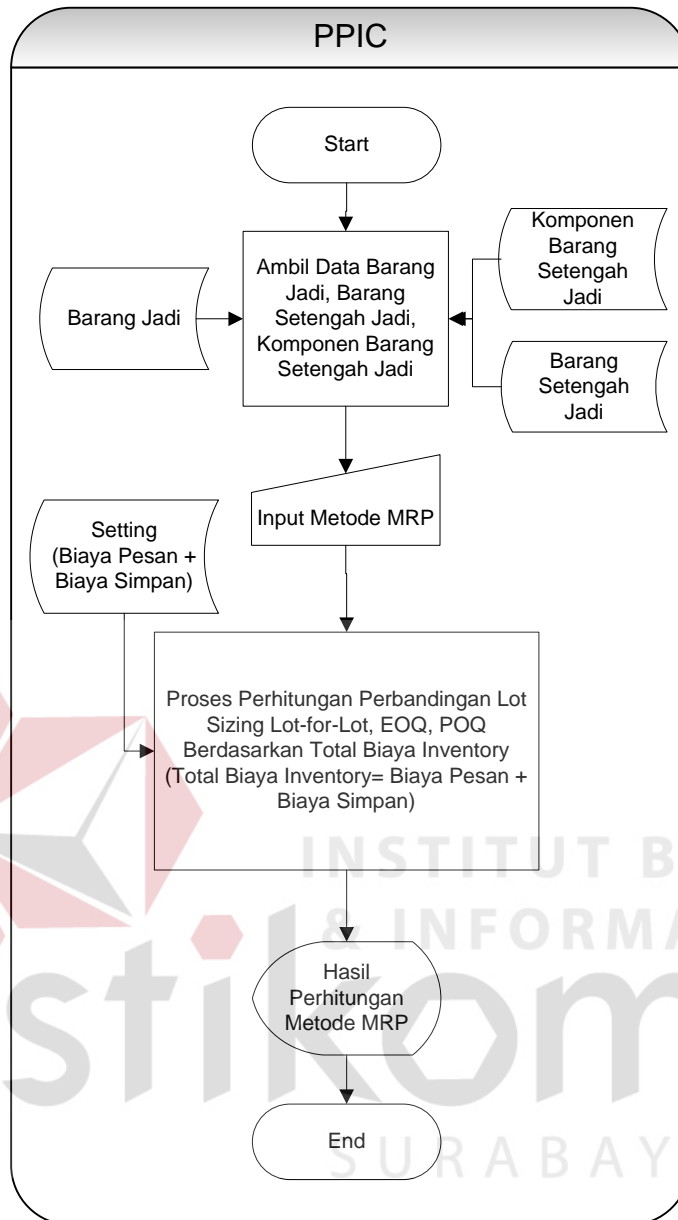 PPIC
Start
Komponen
Barang
Setengah
Jadi
Ambil Data Barang
Jadi, Barang
Setengah Jadi,
Komponen Barang
Setengah Jadi
Barang Jadi
Barang
Setengah
Jadi
Input Metode MRP
Setting
(Biaya Pesan +
Biaya Simpan)
Proses Perhitungan Perbandingan Lot
Sizing Lot-for-Lot, EOQ, POQ
Berdasarkan Total Biaya Inventory
(Total Biaya Inventory= Biaya Pesan +
Biaya Simpan)
INSTITUT B
& INFORMA
stikom
Hasil
Perhitungan
Metode MRP
End
SURABAY